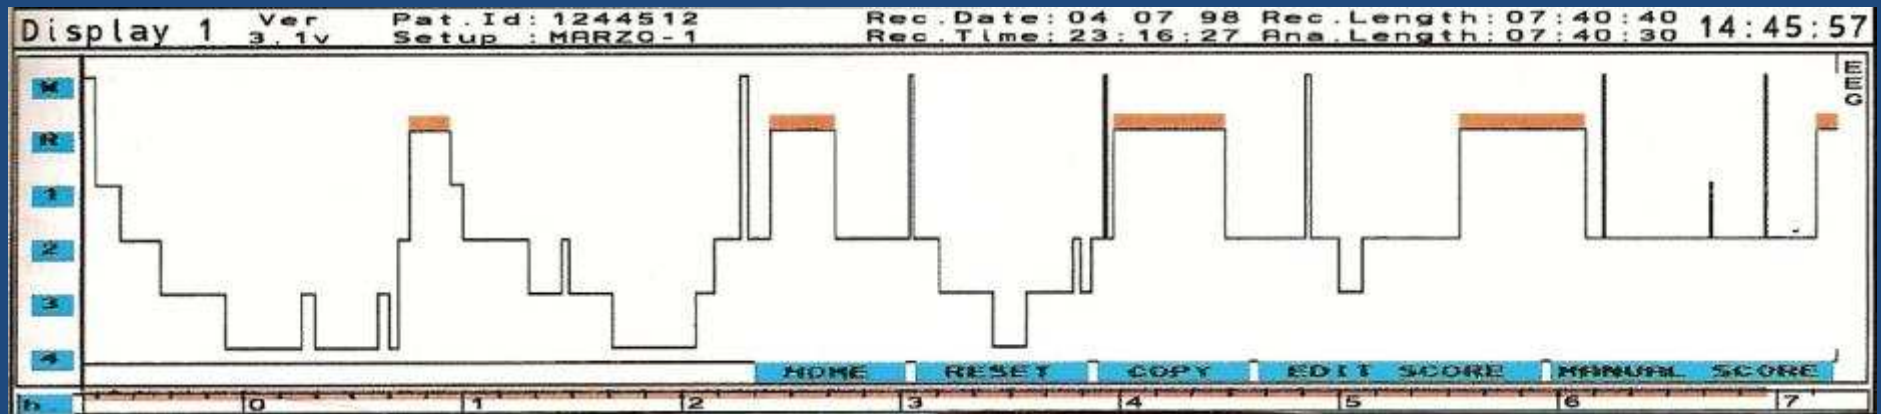 Display 1 Ver 3.1v Pat.Id: 1244512 Rec.Date: 04 07 98 Rec.Length: 07:40:40 14:45:57
Setup : MARZO-1 Rec.Time: 23:16:27 Ana.Length: 07:40:30
EEG
W
R
1
2
3
4
HOME RESET COPY EDIT SCORE MANUAL SCORE
h 0 1 2 3 4 5 6 7